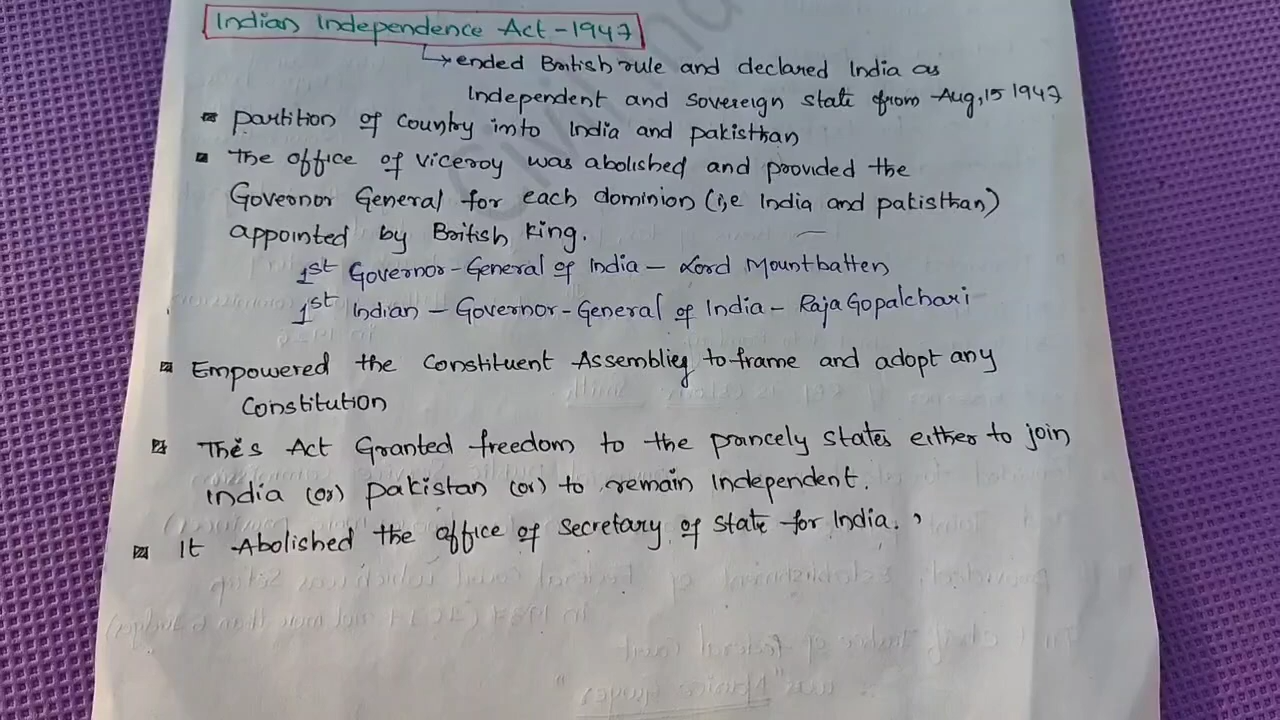 Indian Independence Act-1947
↳ ended British rule and declared India as
Independent and sovereign state from Aug,15 1947
Partition of country into India and pakisthan
The office of viceroy was abolished and provided the
Goveonor General for each dominion (i,e India and pakisthan)
appointed by British king.
1st Governor-General of India – Lord Mountbatten
1st Indian – Governor-General of India – RajaGopalchari
Empowered the Constituent Assemblies to frame and adopt any
Constitution
This Act Granted freedom to the princely states either to join
India (or) pakistan (or) to remain Independent.
It Abolished the office of Secretary of state for India.